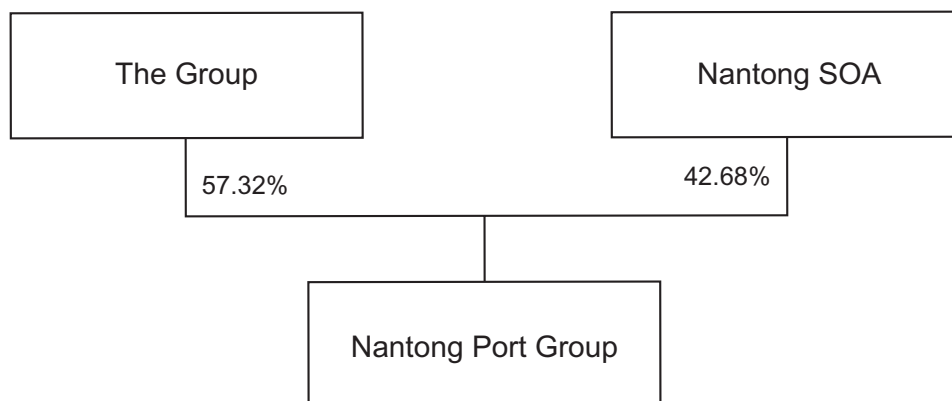 The Group
Nantong SOA
57.32%
42.68%
Nantong Port Group